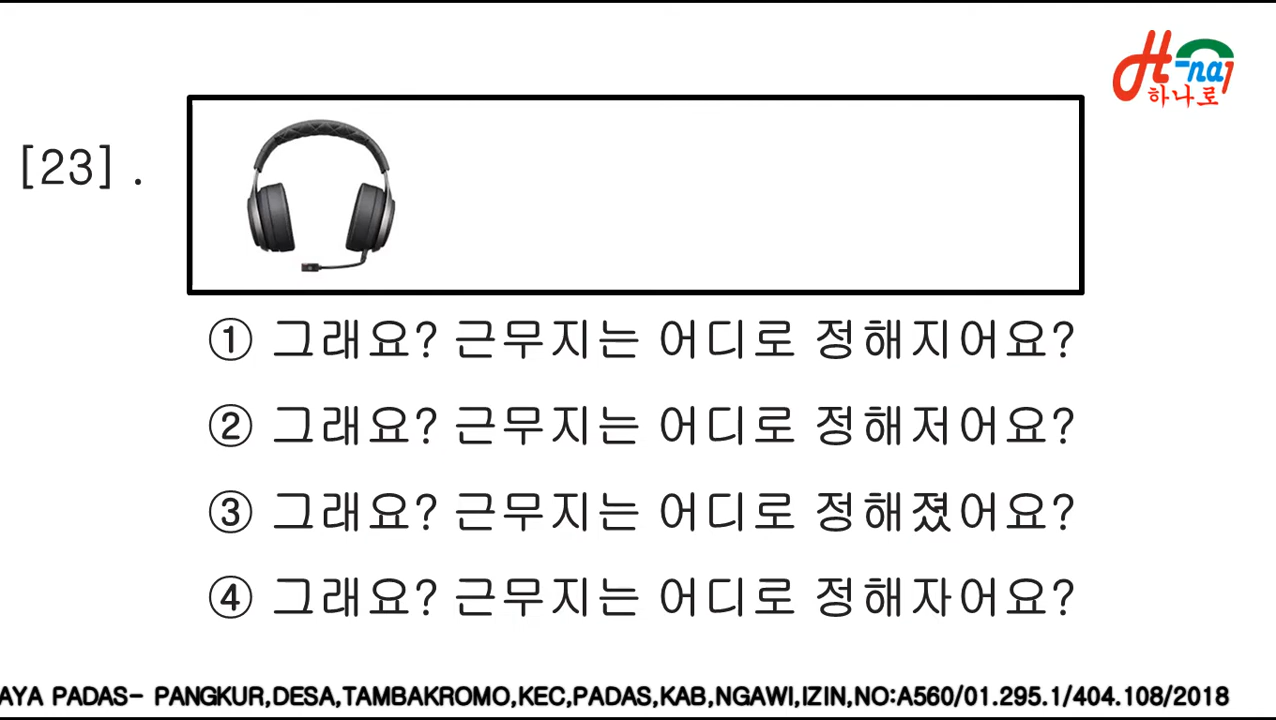 H-na1
하나로
[23] .
① 그래요? 근무지는 어디로 정해지어요?
② 그래요? 근무지는 어디로 정해저어요?
③ 그래요? 근무지는 어디로 정해졌어요?
④ 그래요? 근무지는 어디로 정해자어요?
AYA PADAS- PANGKUR,DESA,TAMBAKROMO,KEC,PADAS,KAB,NGAWI,IZIN,NO:A560/01.295.1/404.108/2018